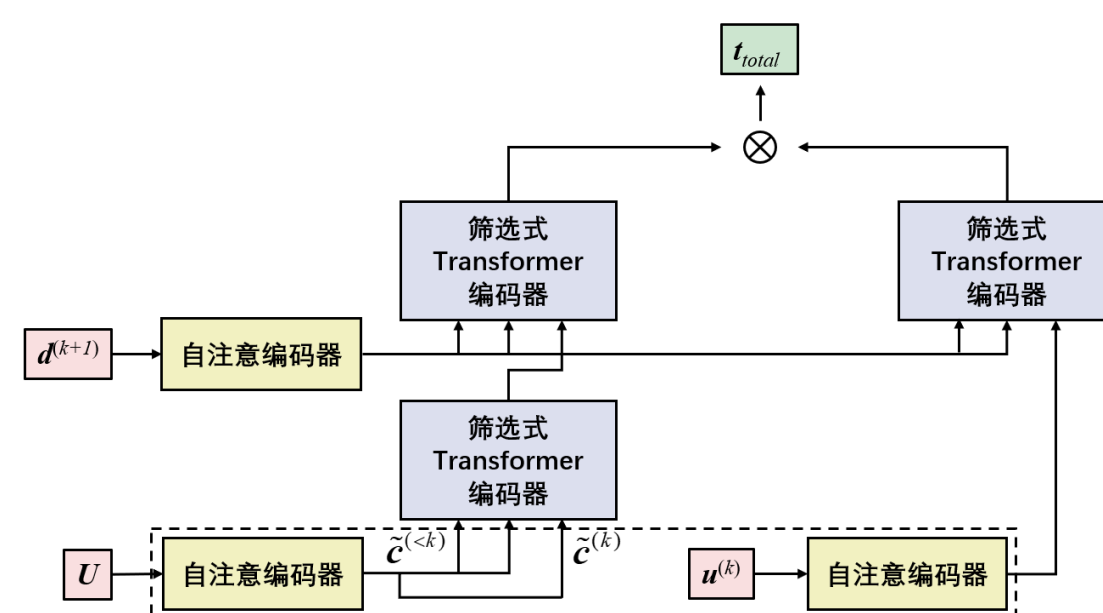 t_total
筛选式
Transformer
编码器
筛选式
Transformer
编码器
d^(k+1)
自注意编码器
筛选式
Transformer
编码器
c̃^(<k)
c̃^(k)
U
自注意编码器
u^(k)
自注意编码器